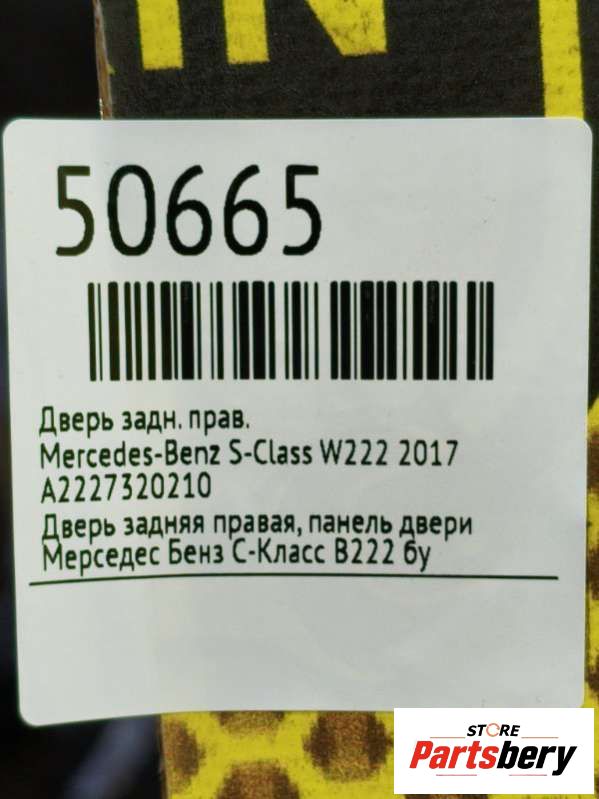 IN
50665
Дверь задн. прав.
Mercedes-Benz S-Class W222 2017
A2227320210
Дверь задняя правая, панель двери
Мерседес Бенз С-Класс В222 бу
STORE
Partsbery